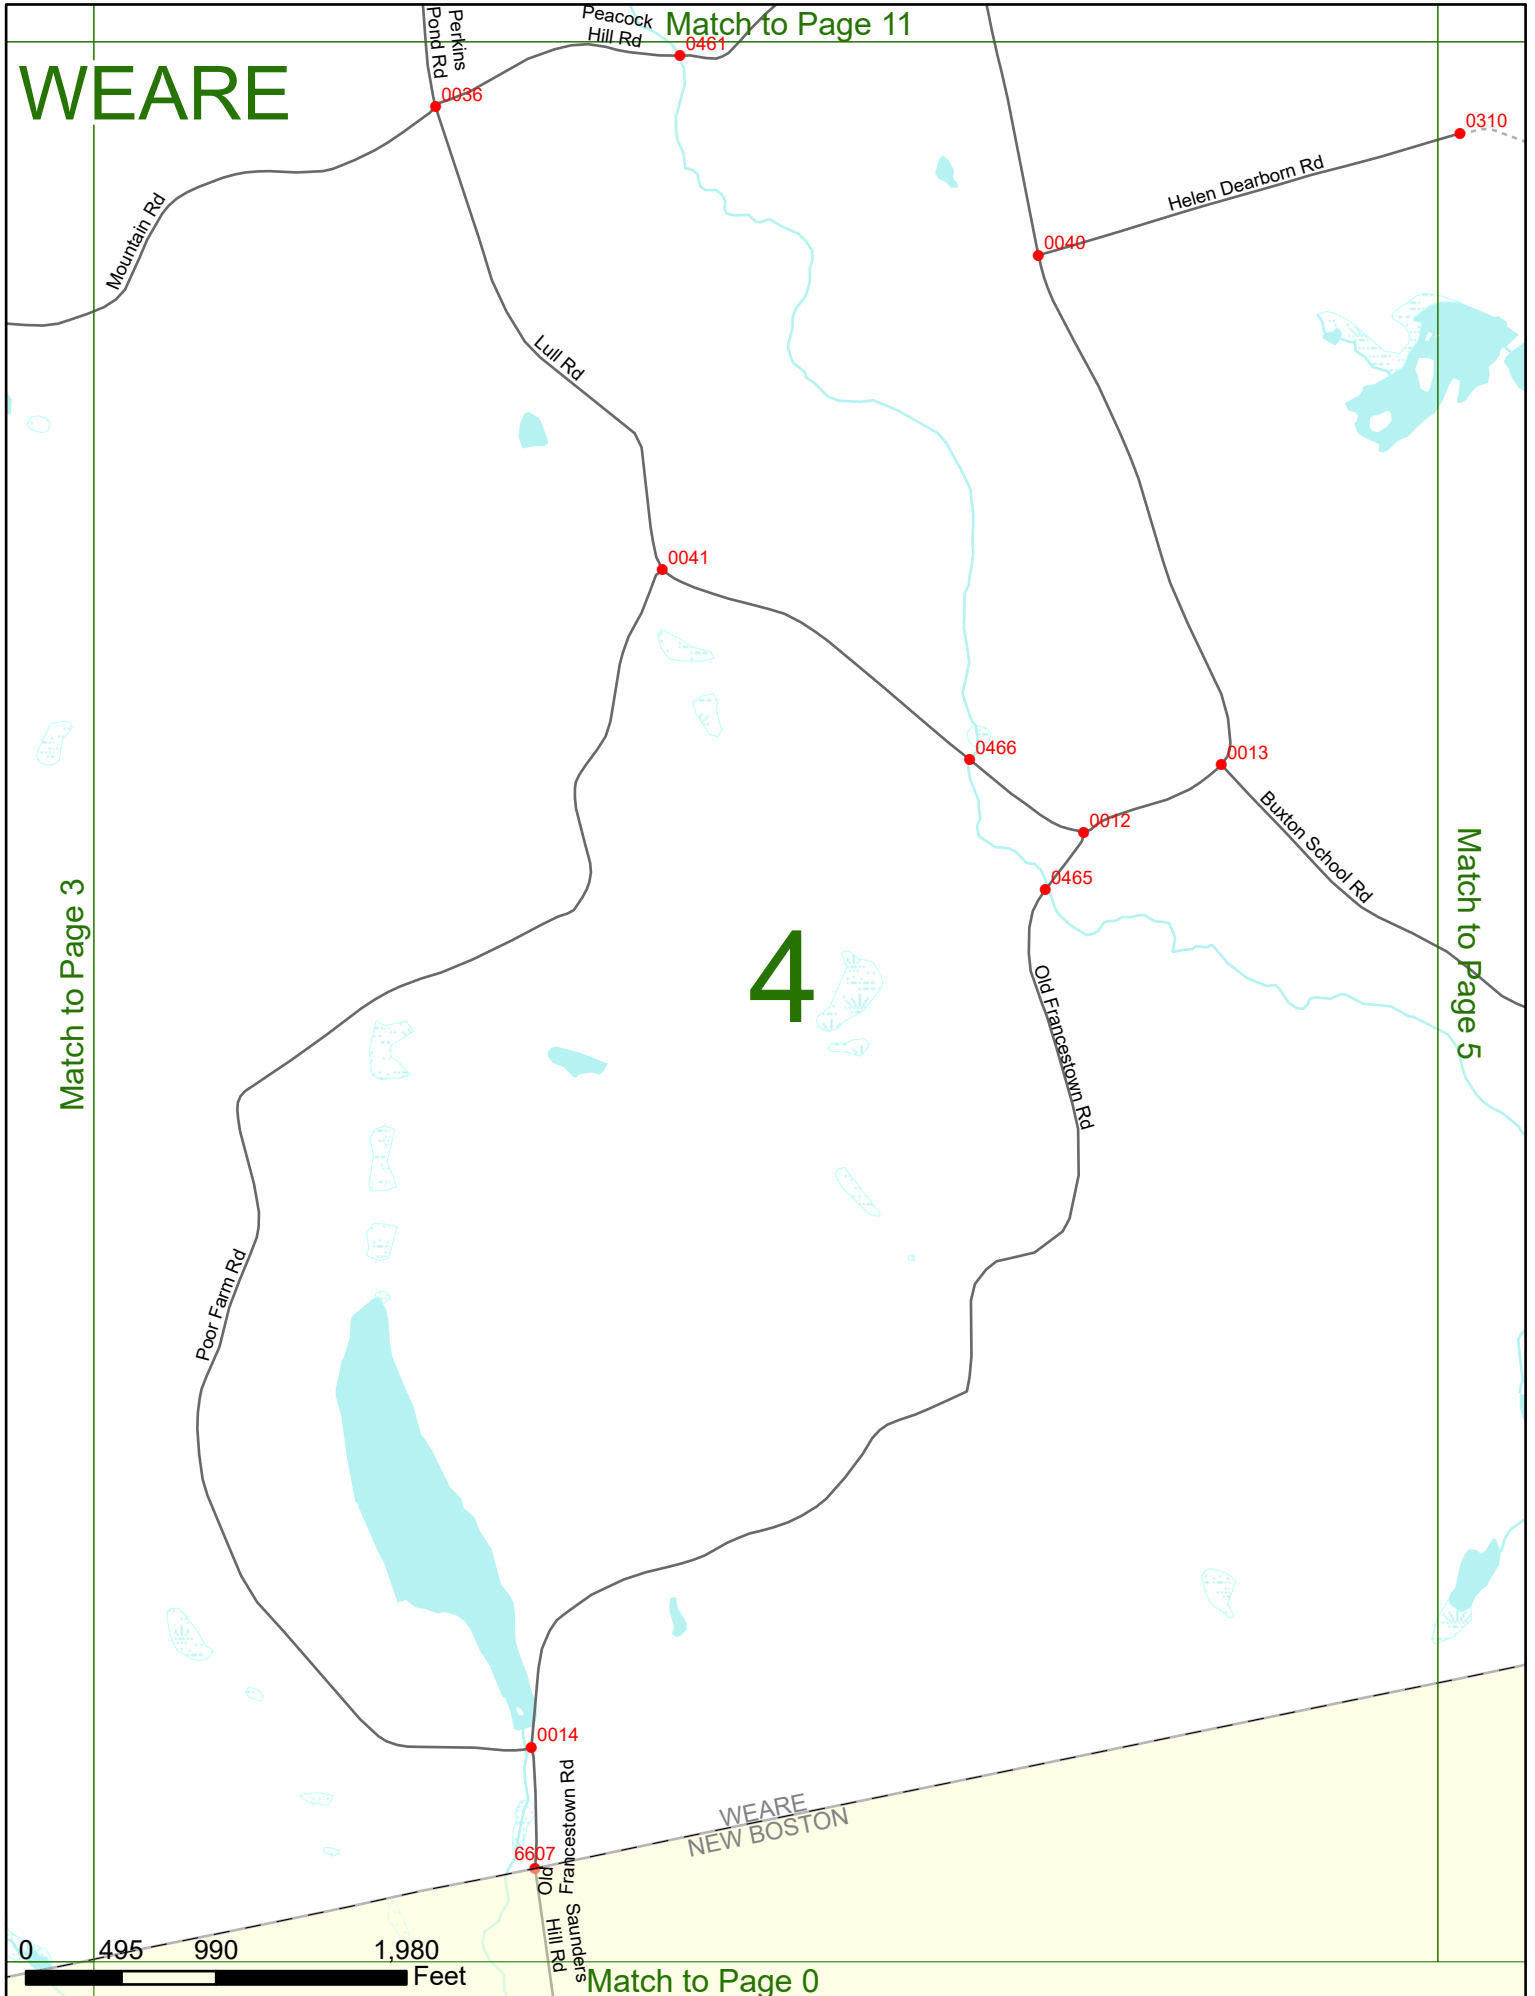 Match to Page 11
WEARE
Perkins
Pond Rd
Peacock
Hill Rd
0461
0036
0310
Helen Dearborn Rd
Mountain Rd
0040
Lull Rd
0041
0466
0013
Buxton School Rd
0012
0465
Match to Page 3
Match to Page 5
4
Old Francestown Rd
Poor Farm Rd
0014
Old
Francestown Rd
WEARE
NEW BOSTON
6607
Saunders
Hill Rd
0 495 990 1,980
Feet
Match to Page 0